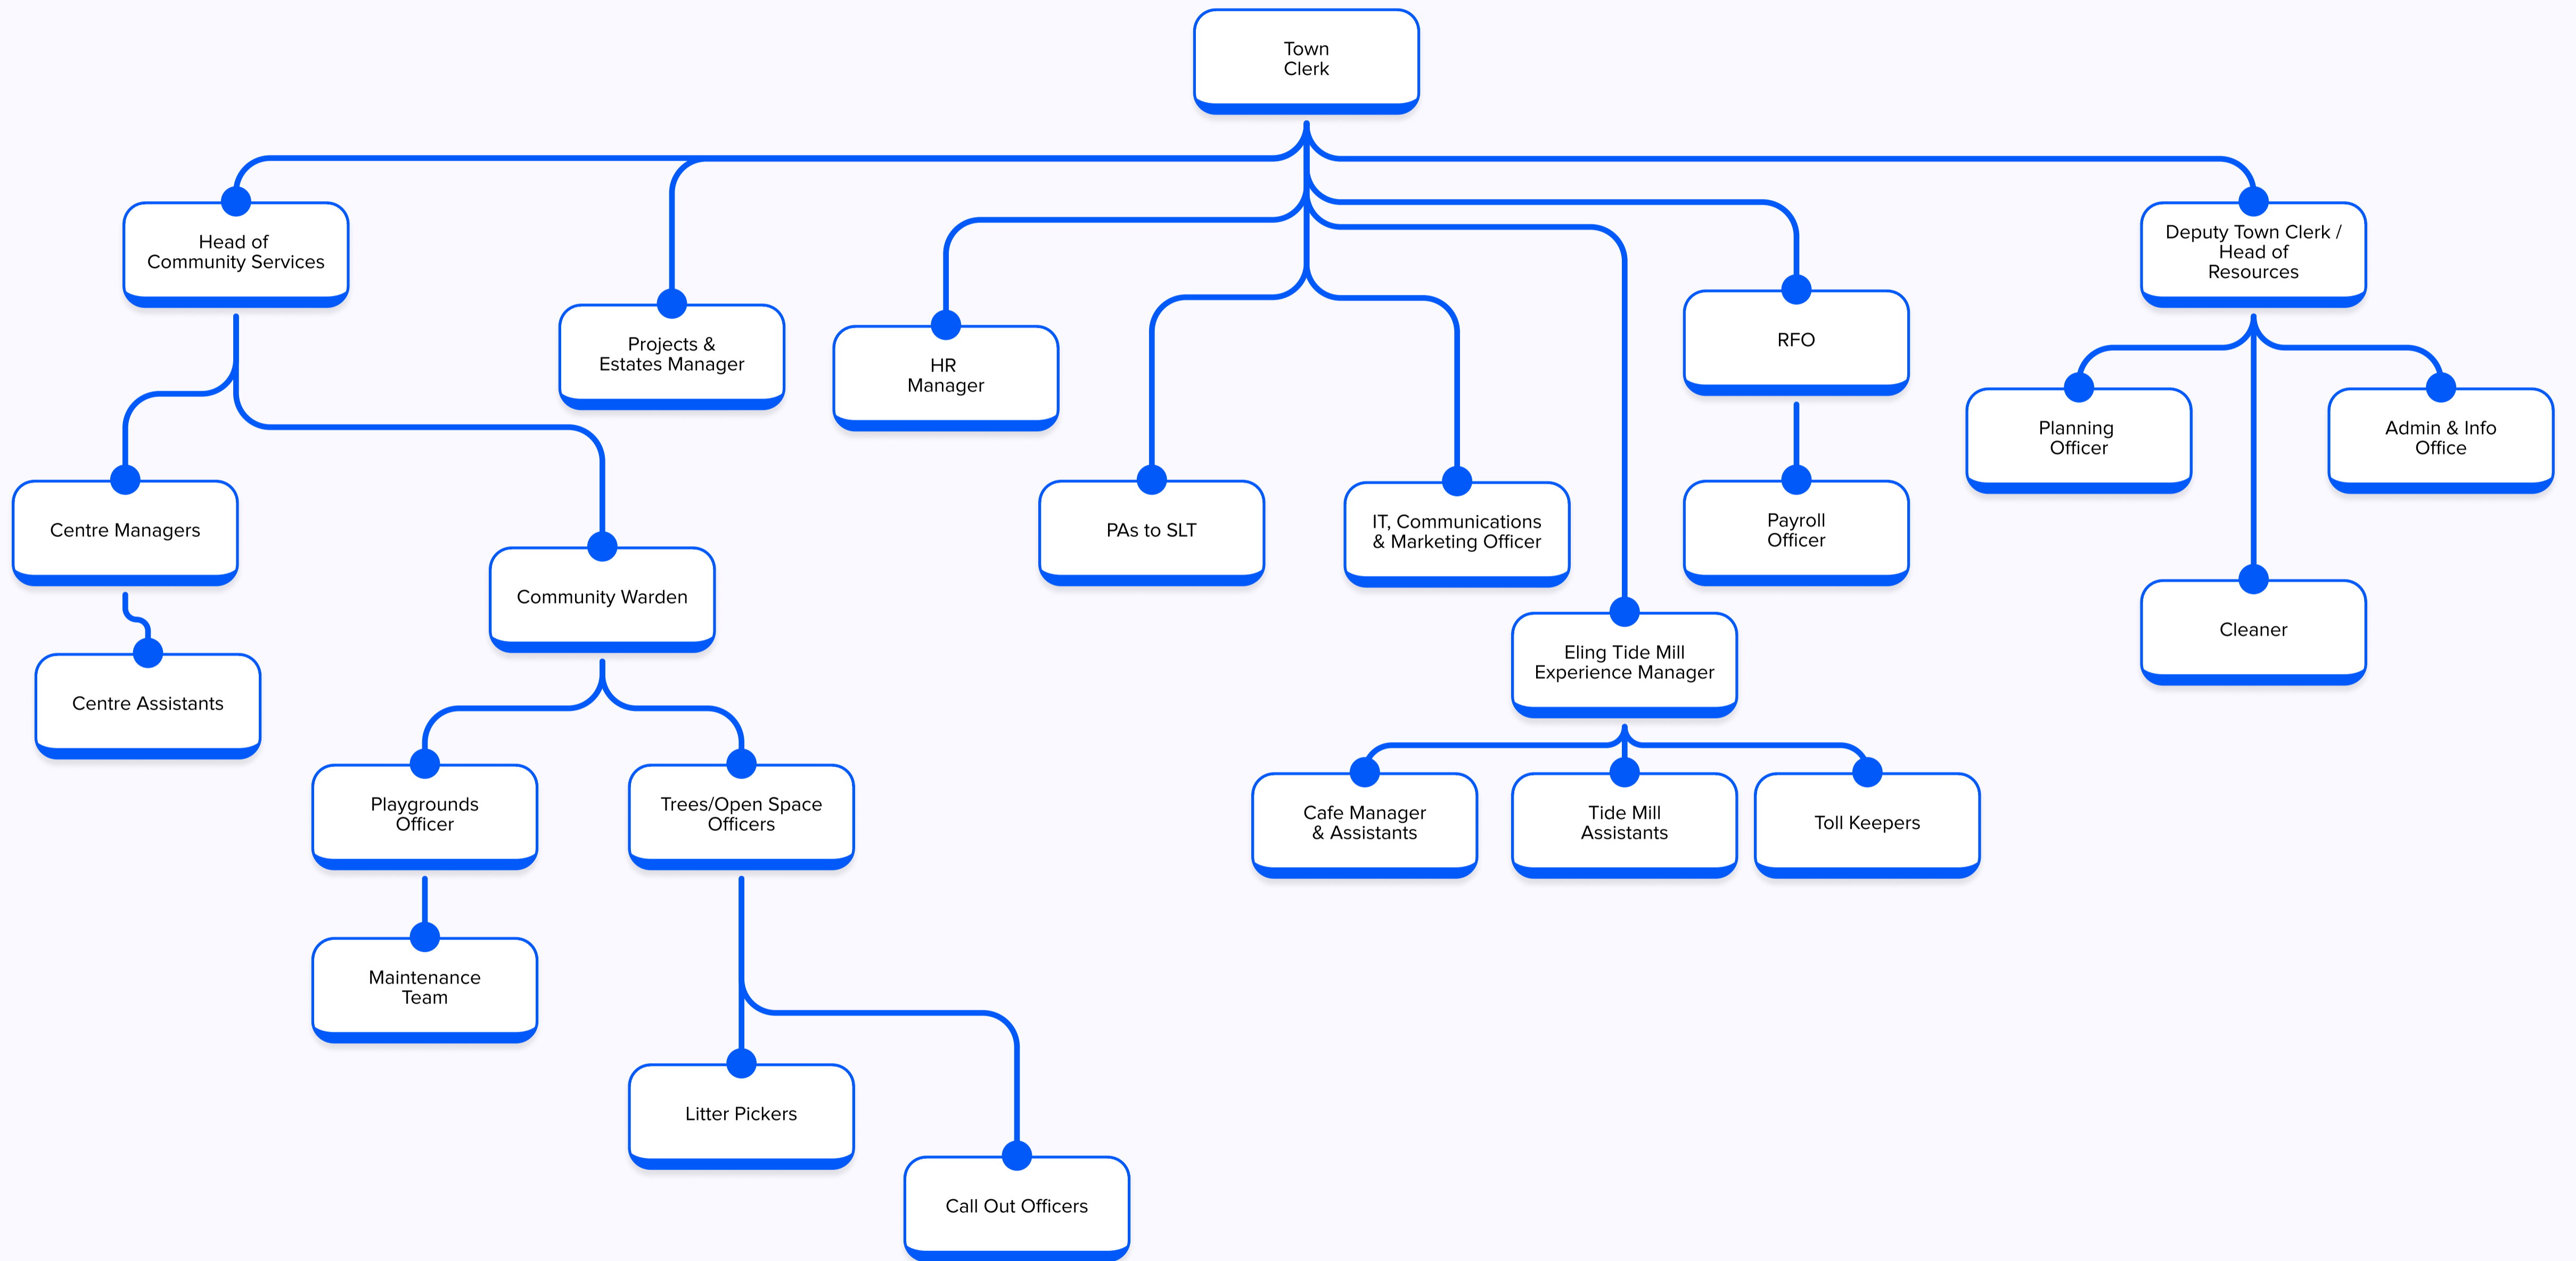 Town
Clerk
Head of
Community Services
Deputy Town Clerk /
Head of
Resources
Projects &
Estates Manager
HR
Manager
RFO
Planning
Officer
Admin & Info
Office
Centre Managers
PAs to SLT
IT, Communications
& Marketing Officer
Payroll
Officer
Community Warden
Cleaner
Eling Tide Mill
Experience Manager
Centre Assistants
Playgrounds
Officer
Trees/Open Space
Officers
Cafe Manager
& Assistants
Tide Mill
Assistants
Toll Keepers
Maintenance
Team
Litter Pickers
Call Out Officers